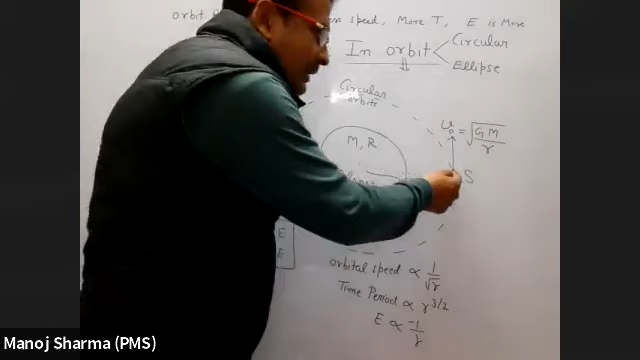 orbit
speed, More T, E is More
In orbit
Circular
Ellipse
Circular
orbits
v₀ = √(GM/r)
M, R
S
E
E
orbital speed ∝ 1/√r
Time Period ∝ r^3/2
E ∝ -1/r
Manoj Sharma (PMS)